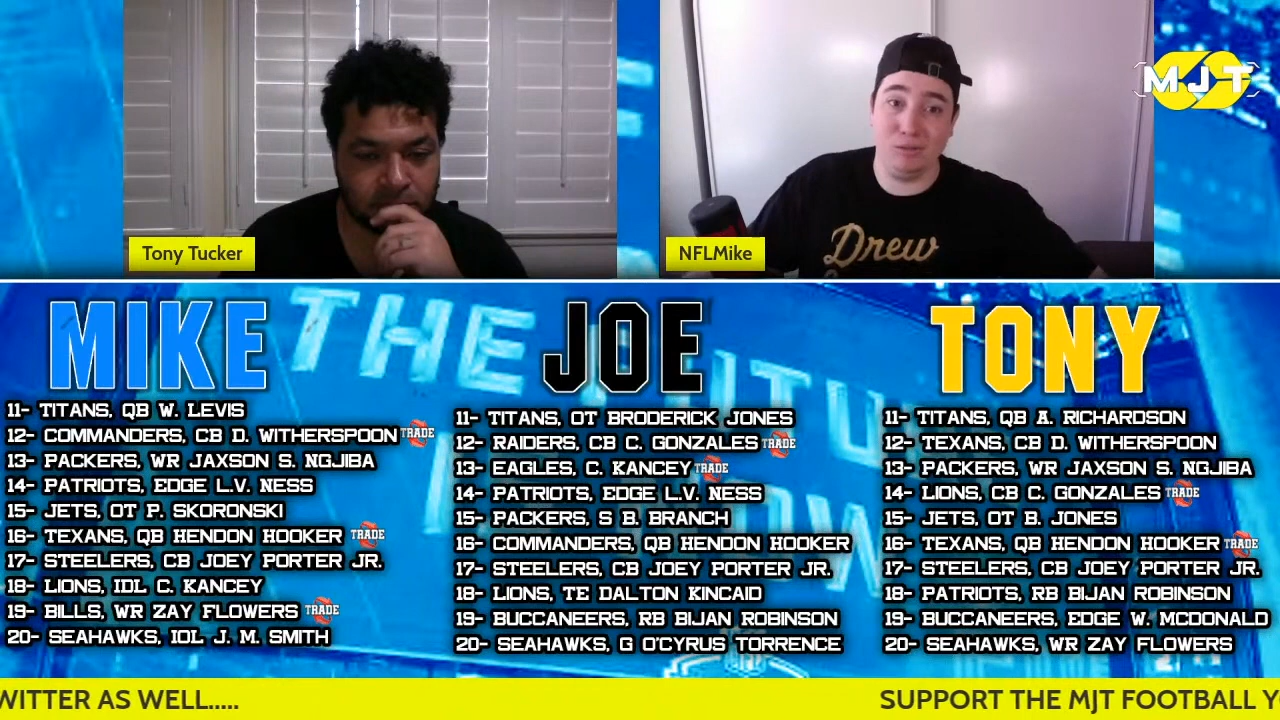 MJT
Tony Tucker
NFLMike
Drew
MIKE
11- TITANS, QB W. LEVIS
12- COMMANDERS, CB D. WITHERSPOON TRADE
13- PACKERS, WR JAXSON S. NGJIBA
14- PATRIOTS, EDGE L.V. NESS
15- JETS, OT P. SKORONSKI
16- TEXANS, QB HENDON HOOKER TRADE
17- STEELERS, CB JOEY PORTER JR.
18- LIONS, IDL C. KANCEY
19- BILLS, WR ZAY FLOWERS TRADE
20- SEAHAWKS, IOL J. M. SMITH
THE
JOE
11- TITANS, OT BRODERICK JONES
12- RAIDERS, CB C. GONZALES TRADE
13- EAGLES, C. KANCEY TRADE
14- PATRIOTS, EDGE L.V. NESS
15- PACKERS, S B. BRANCH
16- COMMANDERS, QB HENDON HOOKER
17- STEELERS, CB JOEY PORTER JR.
18- LIONS, TE DALTON KINCAID
19- BUCCANEERS, RB BIJAN ROBINSON
20- SEAHAWKS, G O'CYRUS TORRENCE
TONY
11- TITANS, QB A. RICHARDSON
12- TEXANS, CB D. WITHERSPOON
13- PACKERS, WR JAXSON S. NGJIBA
14- LIONS, CB C. GONZALES TRADE
15- JETS, OT B. JONES
16- TEXANS, QB HENDON HOOKER TRADE
17- STEELERS, CB JOEY PORTER JR.
18- PATRIOTS, RB BIJAN ROBINSON
19- BUCCANEERS, EDGE W. MCDONALD
20- SEAHAWKS, WR ZAY FLOWERS
WITTER AS WELL..... SUPPORT THE MJT FOOTBALL Y